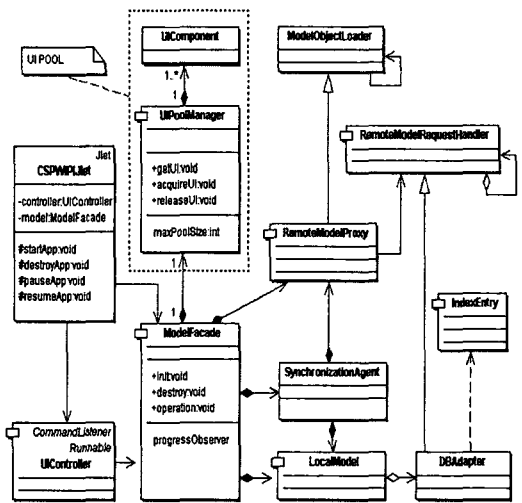 UIComponent
ModelObjectLoader
UI POOL
1..*
1
UIPoolManager
RemoteModelRequestHandler
+getUI:void
+acquireUI:void
+releaseUI:void
maxPoolSize:int
Jlet
-controller:UIController
-model:ModelFacade
#startApp:void
#destroyApp:void
#pauseApp:void
#resumeApp:void
RemoteModelProxy
1
1
IndexEntry
ModelFacade
+init:void
+destroy:void
+operation:void
progressObserver
SynchronizationAgent
CommandListener
Runnable
UIController
LocalModel
DBAdapter